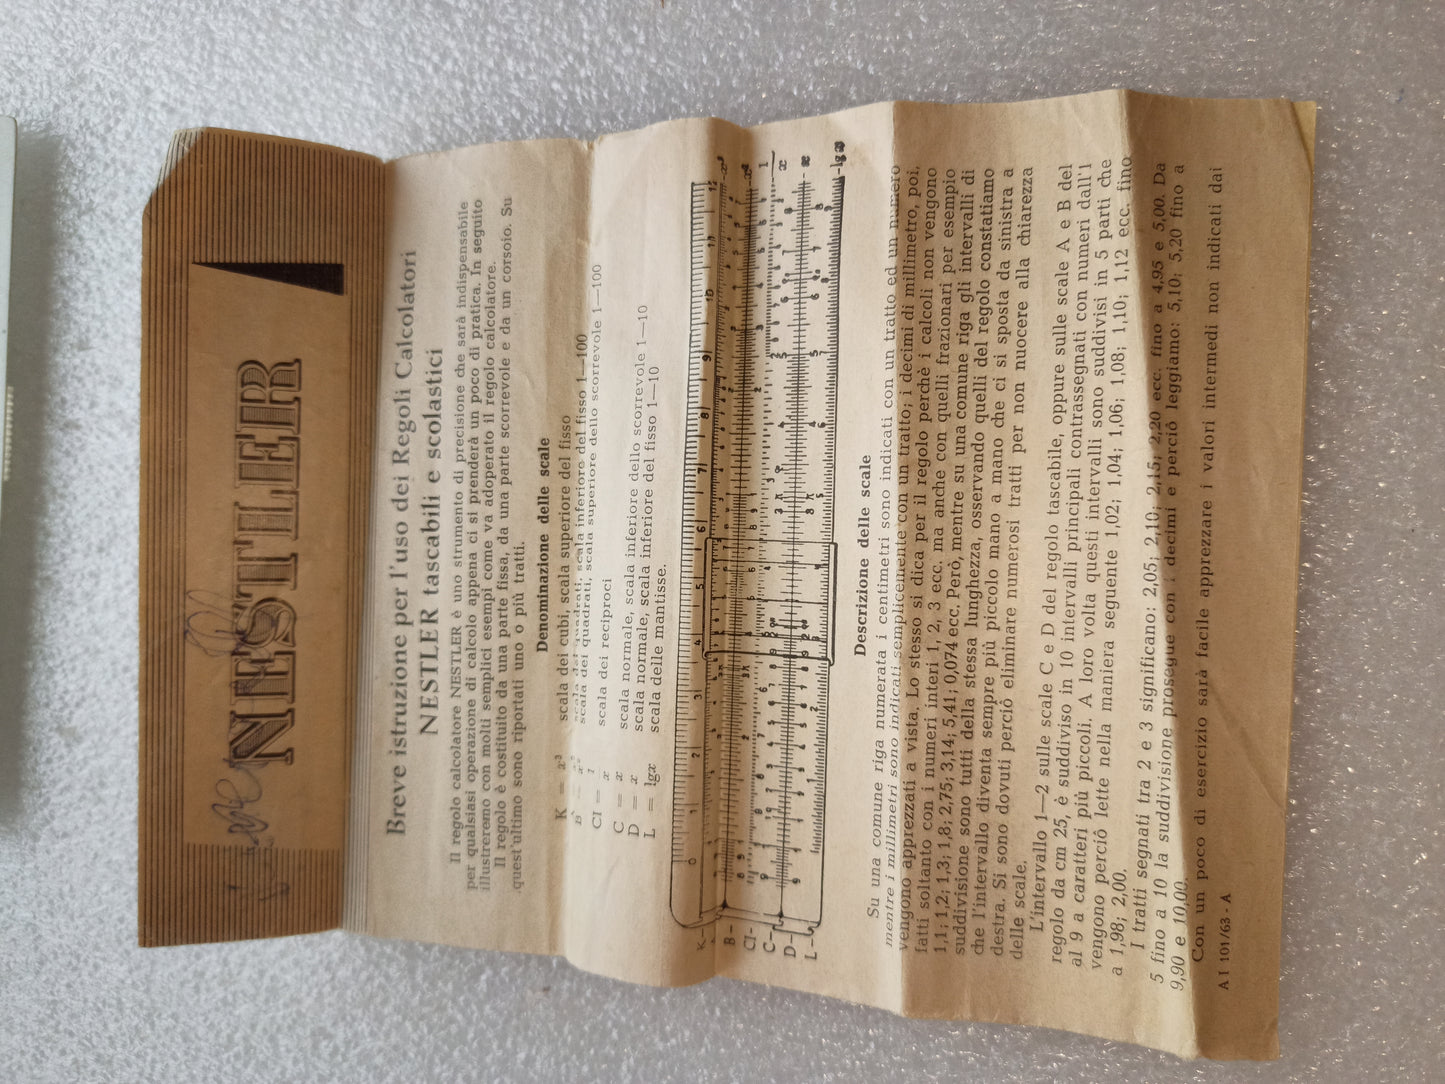 NESTLER
Breve istruzione per l'uso dei Regoli Calcolatori
NESTLER tascabili e scolastici
Il regolo calcolatore NESTLER è uno strumento di precisione che sarà indispensabile
per qualsiasi operazione di calcolo appena ci si prenderà un poco di pratica. In seguito
illustreremo con molti semplici esempi come va adoperato il regolo calcolatore.
Il regolo è costituito da una parte fissa, da una parte scorrevole e da un corsoio. Su
quest'ultimo sono riportati uno o più tratti.
Denominazione delle scale
K = x³ scala dei cubi, scala superiore del fisso
scala dei quadrati, scala inferiore del fisso 1—100
B = x² scala dei quadrati, scala superiore dello scorrevole 1—100
CI = 1 x scala dei reciproci
C = x scala normale, scala inferiore dello scorrevole 1—10
D = x scala normale, scala inferiore del fisso 1—10
L = lgx scala delle mantisse.
K–
B–
CI–
C–
D–
L–
0 1 2 3 4 5 6 7 8 9 10 11 12
Descrizione delle scale
Su una comune riga numerata i centimetri sono indicati con un tratto ed un numero
mentre i millimetri sono indicati semplicemente con un tratto; i decimi di millimetro, poi,
vengono apprezzati a vista. Lo stesso si dica per il regolo perchè i calcoli non vengono
fatti soltanto con i numeri interi 1, 2, 3 ecc. ma anche con quelli frazionari per esempio
1,1; 1,2; 1,3; 1,8; 2,75; 3,14; 5,41; 0,074 ecc. Però, mentre su una comune riga gli intervalli di
suddivisione sono tutti della stessa lunghezza, osservando quelli del regolo constatiamo
che l'intervallo diventa sempre più piccolo mano a mano che ci si sposta da sinistra a
destra. Si sono dovuti perciò eliminare numerosi tratti per non nuocere alla chiarezza
delle scale.
L'intervallo 1—2 sulle scale C e D del regolo tascabile, oppure sulle scale A e B del
regolo da cm 25, è suddiviso in 10 intervalli principali contrassegnati con numeri dall'1
al 9 a caratteri più piccoli. A loro volta questi intervalli sono suddivisi in 5 parti che
vengono perciò lette nella maniera seguente 1,02; 1,04; 1,06; 1,08; 1,10; 1,12 ecc. fino
a 1,98; 2,00.
I tratti segnati tra 2 e 3 significano: 2,05; 2,10; 2,15; 2,20 ecc. fino a 4,95 e 5,00. Da
5 fino a 10 la suddivisione prosegue con i decimi e perciò leggiamo: 5,10; 5,20 fino a
9,90 e 10,00.
Con un poco di esercizio sarà facile apprezzare i valori intermedi non indicati dai
A I 101/63 - A